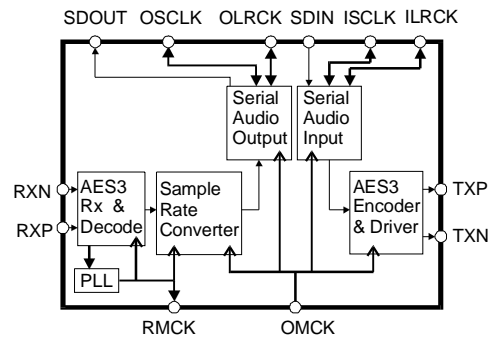 SDOUT OSCLK OLRCK SDIN ISCLK ILRCK
Serial
Audio
Output
Serial
Audio
Input
RXN
RXP
AES3
Rx &
Decode
Sample
Rate
Converter
AES3
Encoder
& Driver
TXP
TXN
PLL
RMCK OMCK